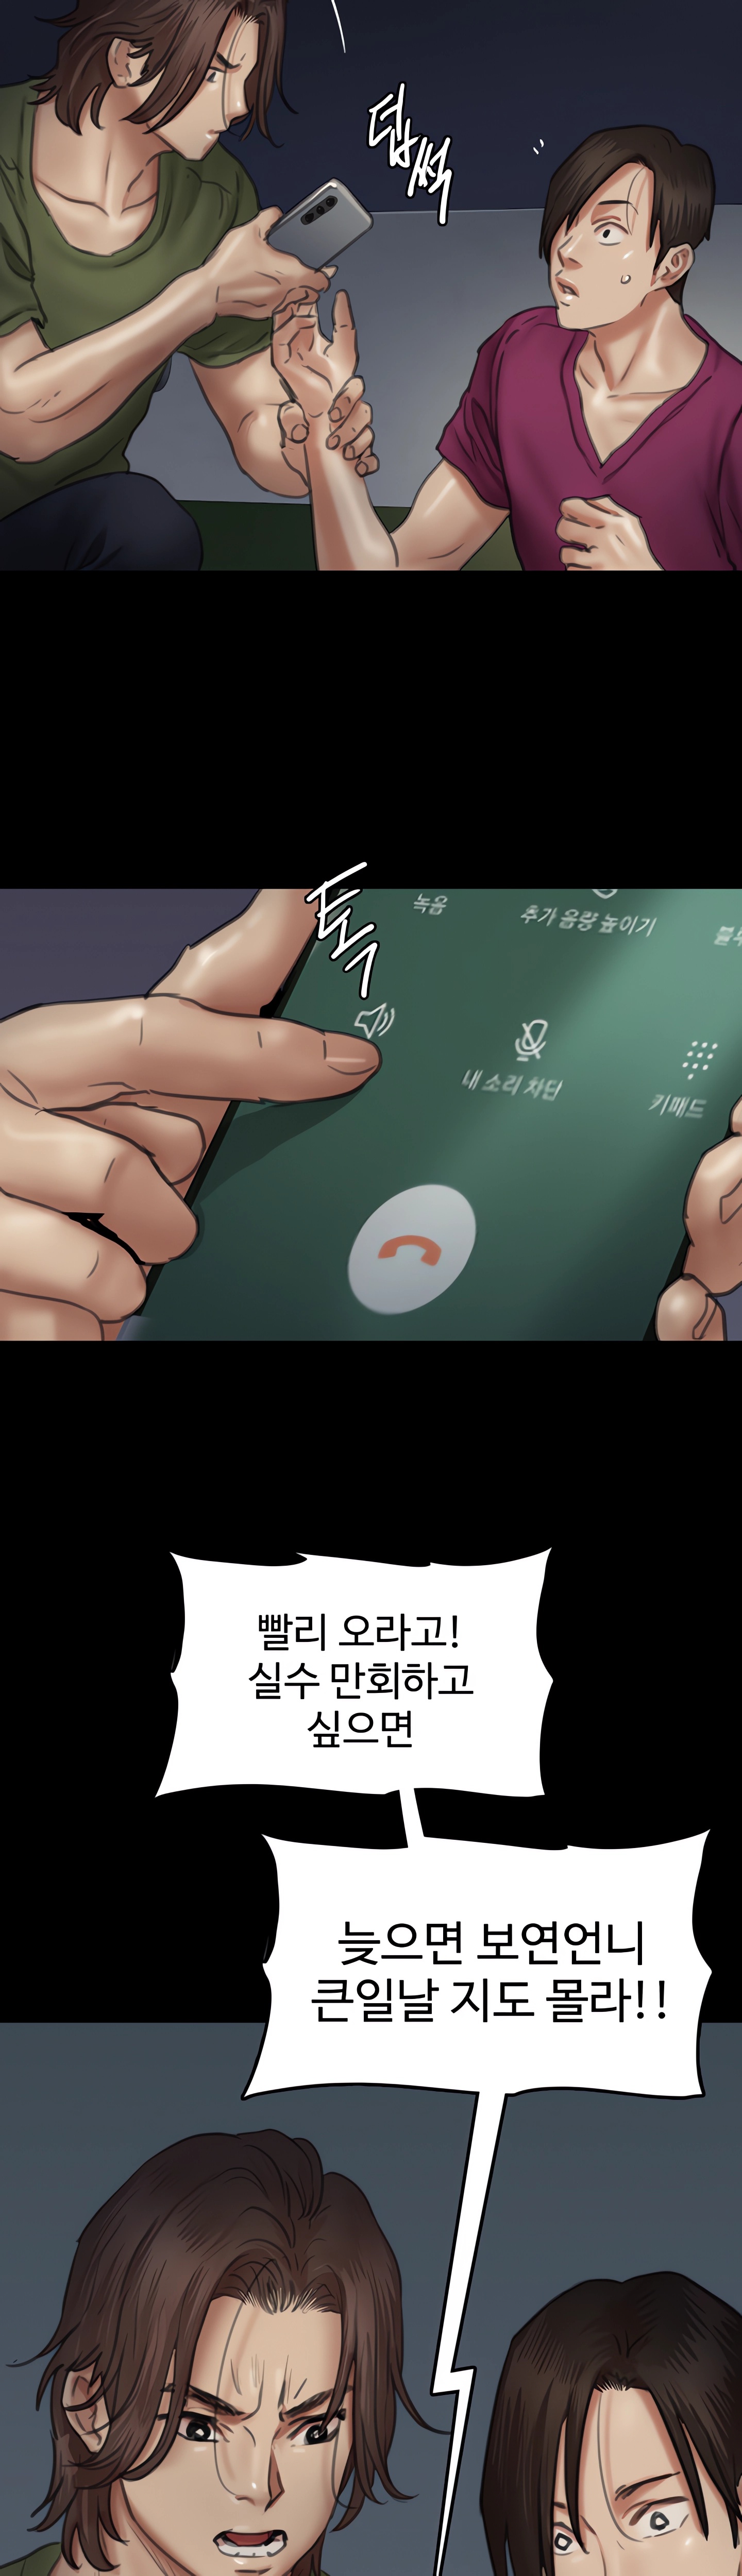 덥썩
톡
녹음
추가 음량 높이기
블루
내 소리 차단
키패드
빨리 오라고!
실수 만회하고
싶으면
늦으면 보연언니
큰일날 지도 몰라!!